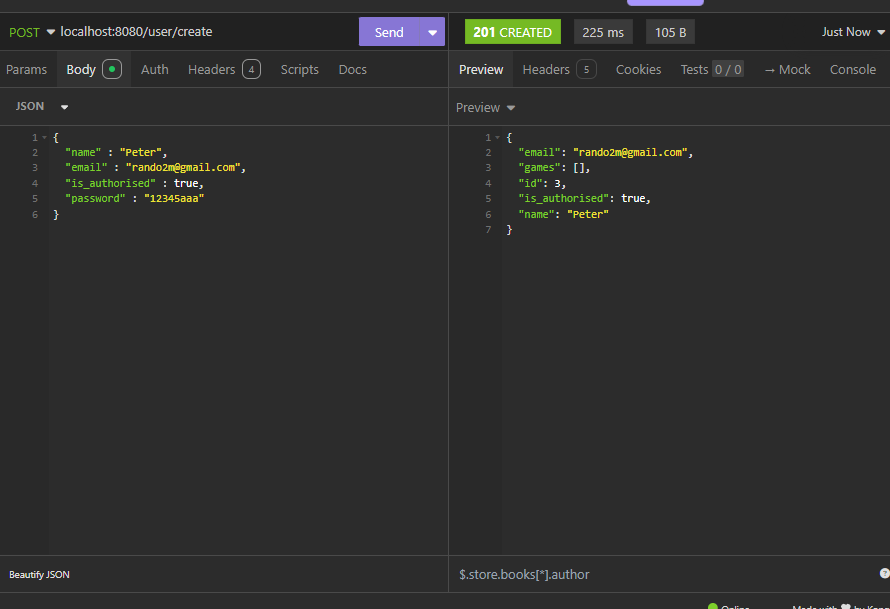 POST localhost:8080/user/create Send
201 CREATED 225 ms 105 B Just Now
Params Body Auth Headers 4 Scripts Docs
Preview Headers 5 Cookies Tests 0 / 0 → Mock Console
JSON
Preview
1 {
2 "name" : "Peter",
3 "email" : "rando2m@gmail.com",
4 "is_authorised" : true,
5 "password" : "12345aaa"
6 }
1 {
2 "email": "rando2m@gmail.com",
3 "games": [],
4 "id": 3,
5 "is_authorised": true,
6 "name": "Peter"
7 }
Beautify JSON
$.store.books[*].author
Online
Made with by